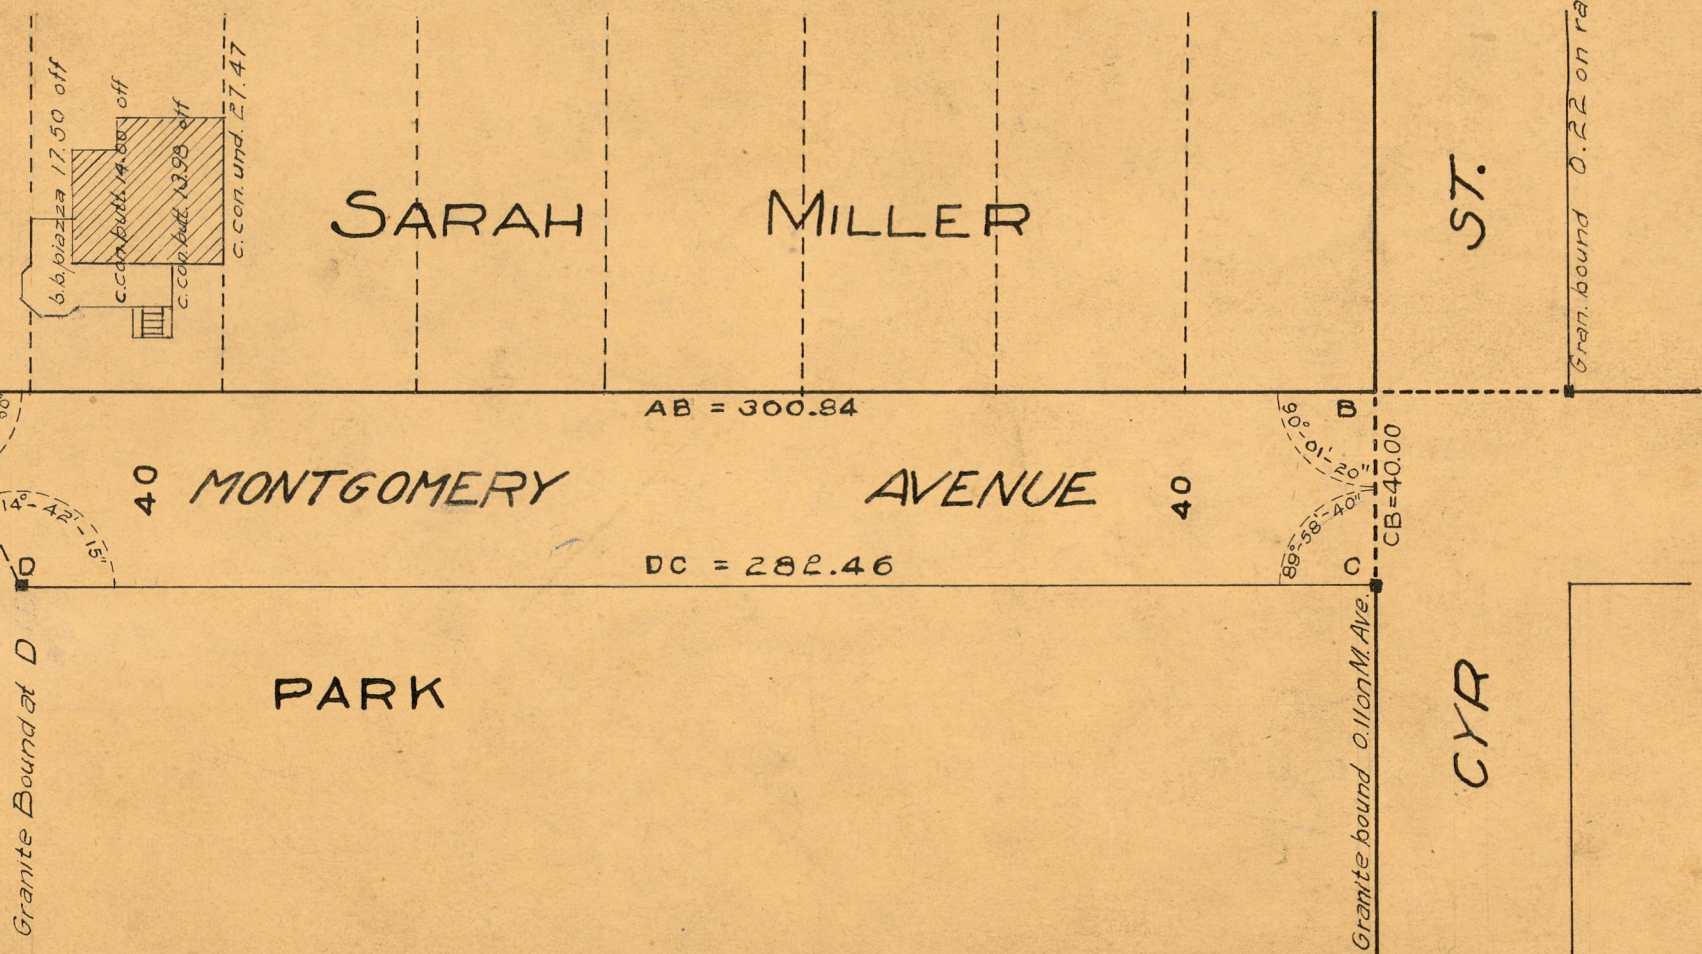 b.b.piazza 17.50 off
c.con.butt. 14.00 off
c.con butt. 13.98 off
c.con.und. 27.47
SARAH MILLER
ST.
Gran. bound 0.22 on ra
AB = 300.84
B
90°-01'-20"
40 MONTGOMERY AVENUE 40
CB=40.00
14°-42'-15"
89°-58'-40"
D
DC = 282.46
C
Granite Bound at D
PARK
Granite bound 0.11 on M. Ave.
CYR